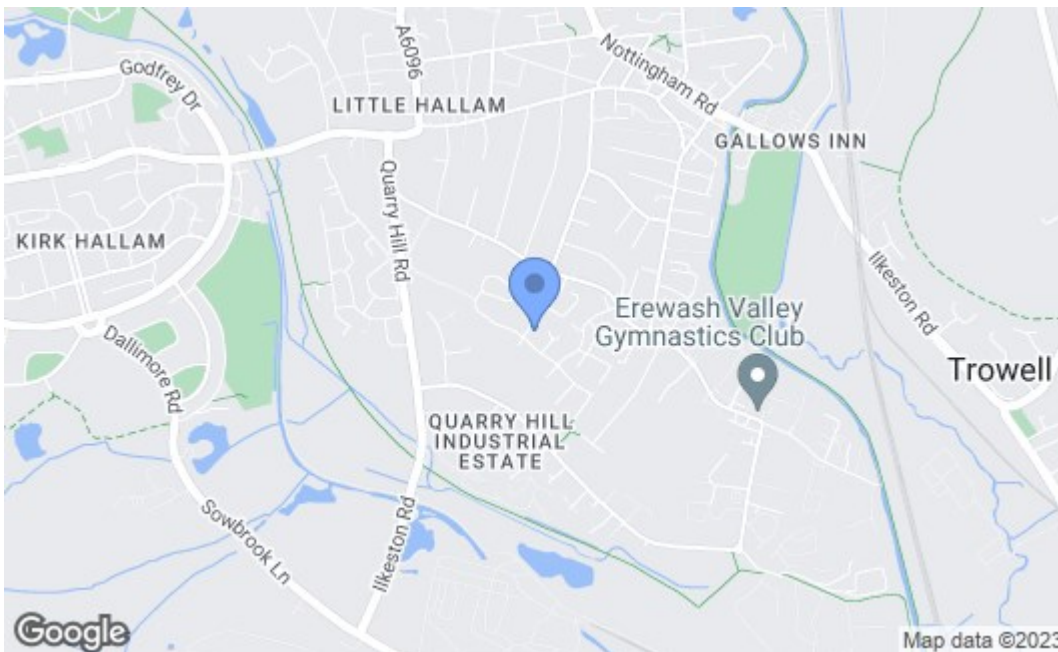 A6096
Godfrey Dr
Nottingham Rd
LITTLE HALLAM
GALLOWS INN
Quarry Hill Rd
KIRK HALLAM
Ilkeston Rd
Erewash Valley
Gymnastics Club
Dallimore Rd
Trowell
QUARRY HILL
INDUSTRIAL
ESTATE
Sowbrook Ln
Ilkeston Rd
Google
Map data ©2023